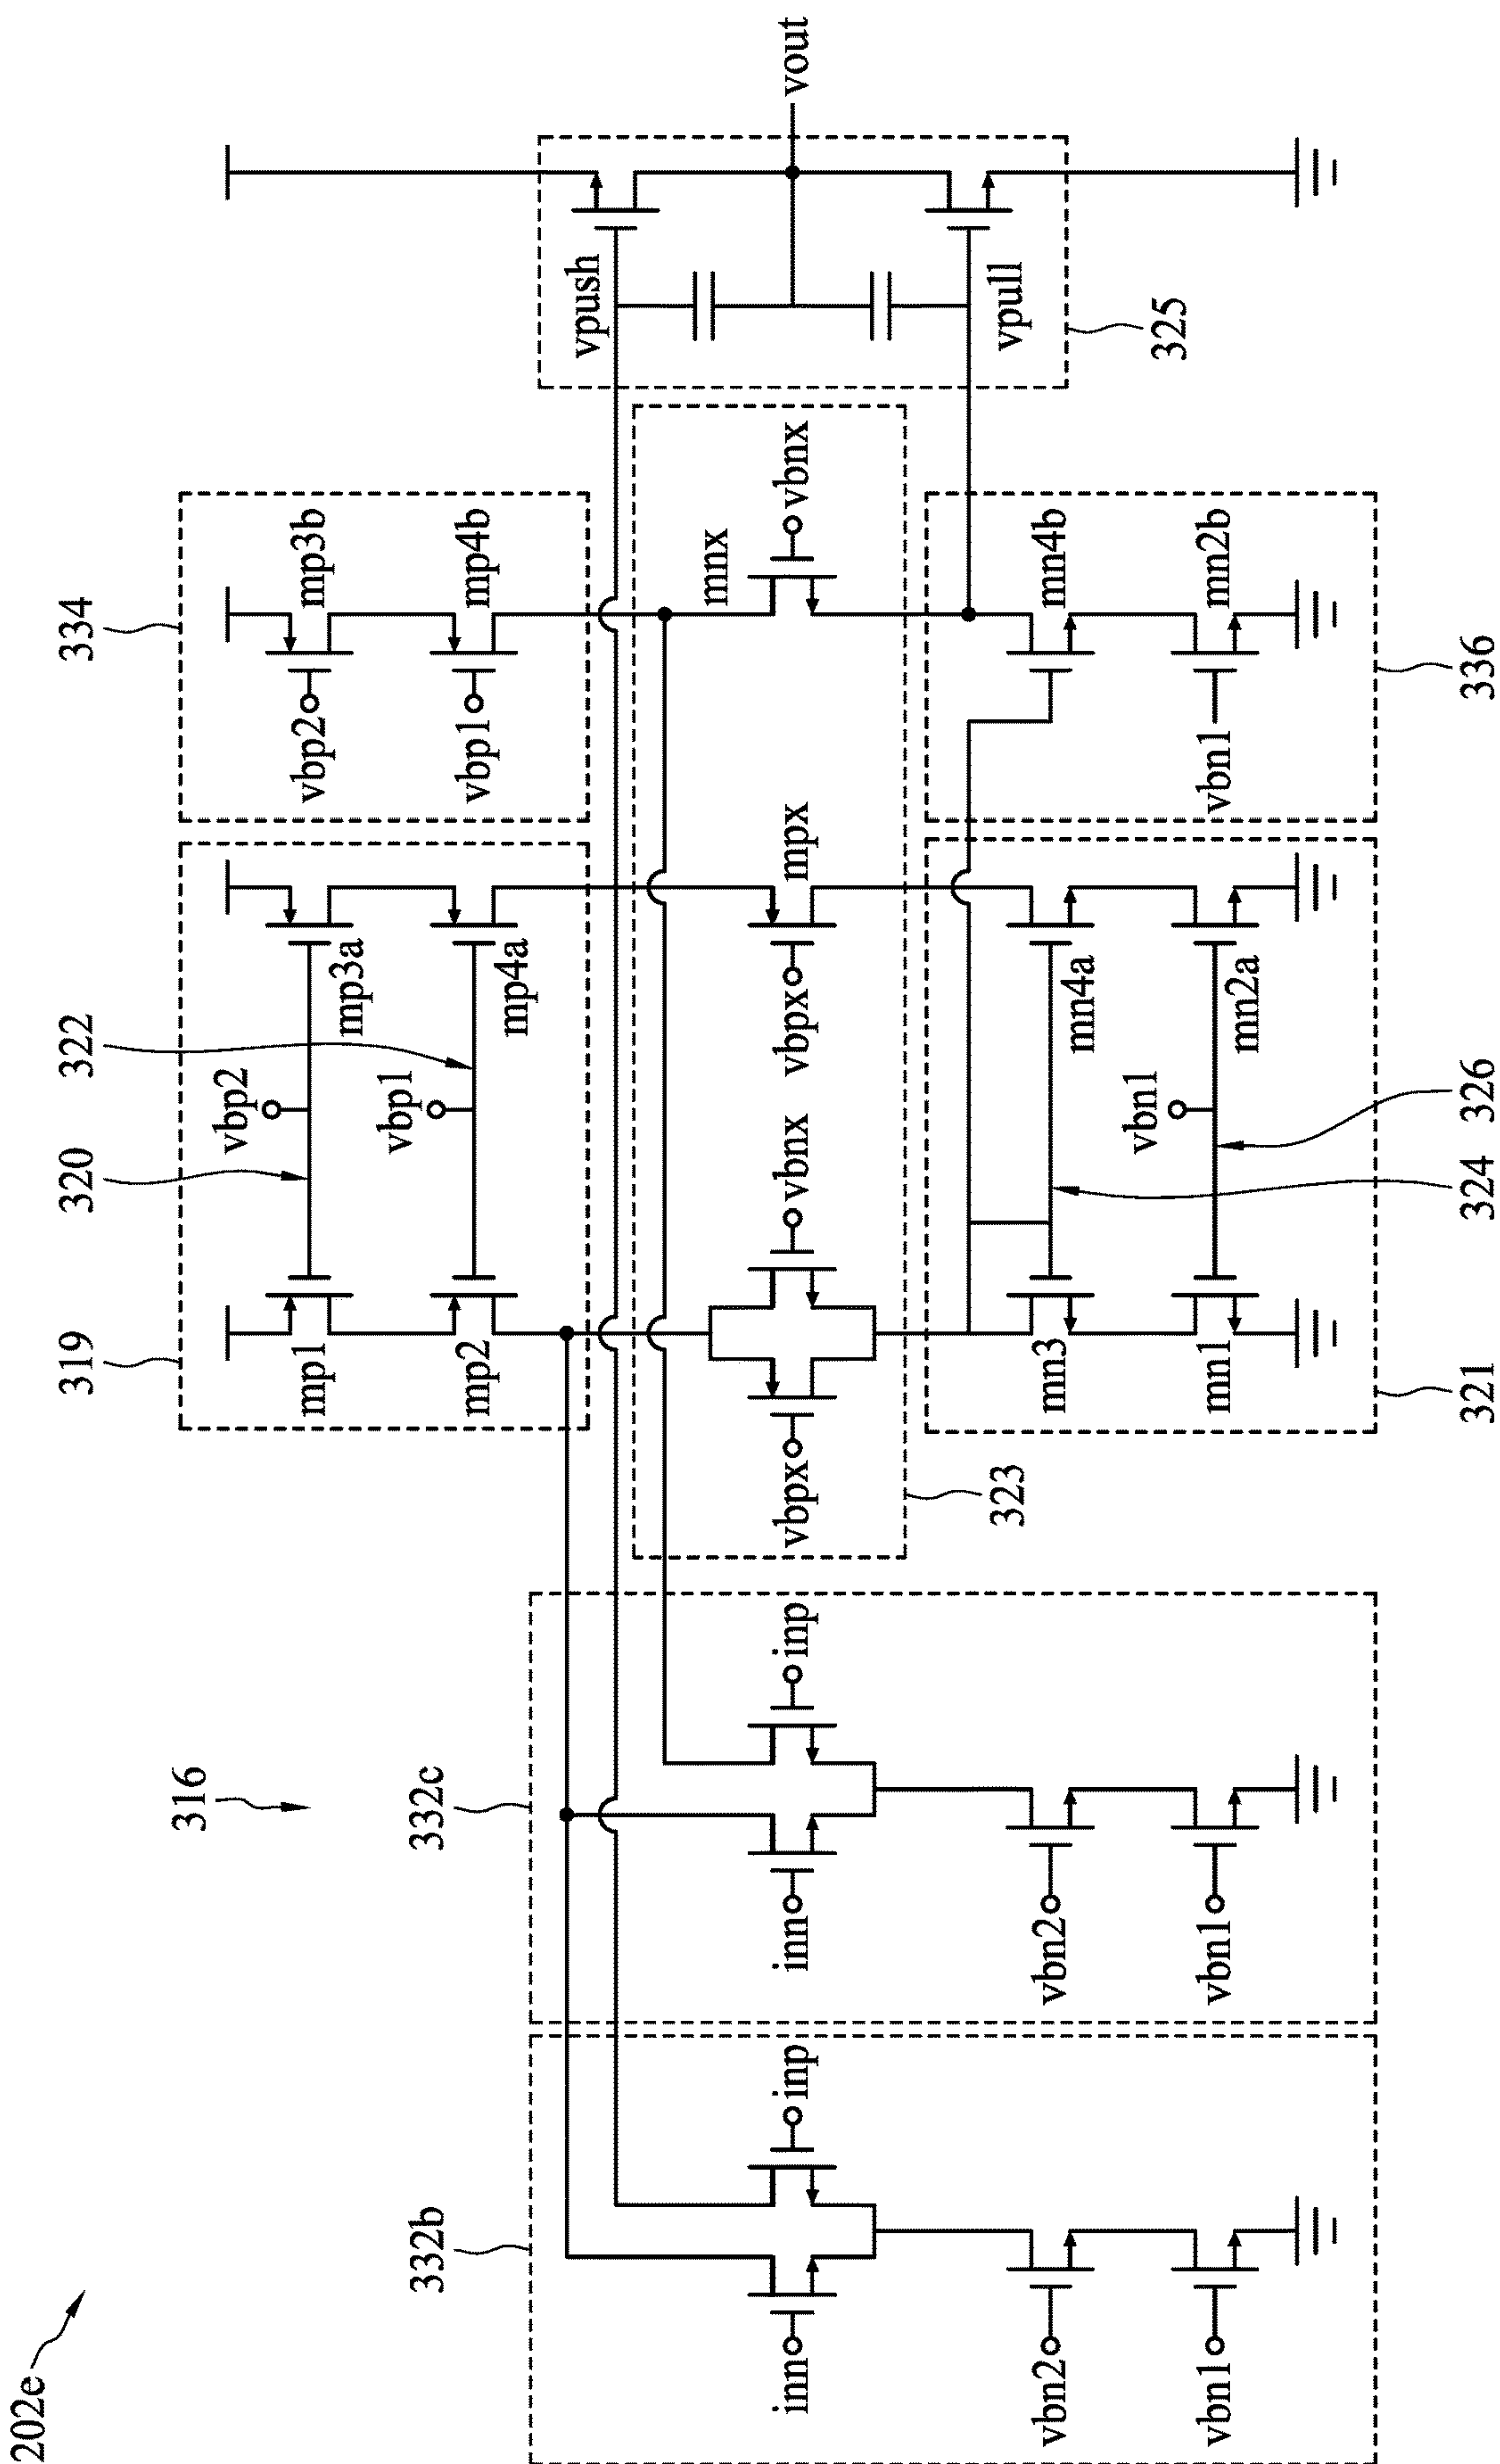 202e
319
320
322
334
316
vbp2
mp1
mp3a
vbp2
mp3b
vbp1
332b
332c
mp2
mp4a
vbp1
mp4b
vpush
mnx
inn
inp
inn
inp
vbpx
vbnx
vbpx
mpx
vbnx
vout
323
vpull
vbn2
vbn2
mn3
mn4a
mn4b
vbn1
325
vbn1
vbn1
mn1
mn2a
vbn1
mn2b
321
324
326
336